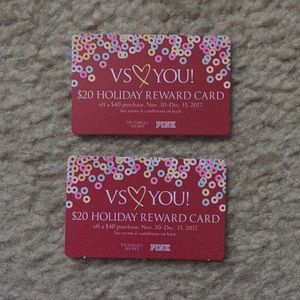 VS YOU!
$20 HOLIDAY REWARD CARD
off a $40 purchase, Nov. 30–Dec. 15, 2017.
See terms & conditions on back.
VICTORIA'S SECRET PINK
VS YOU!
$20 HOLIDAY REWARD CARD
off a $40 purchase, Nov. 30–Dec. 15, 2017.
See terms & conditions on back.
VICTORIA'S SECRET PINK